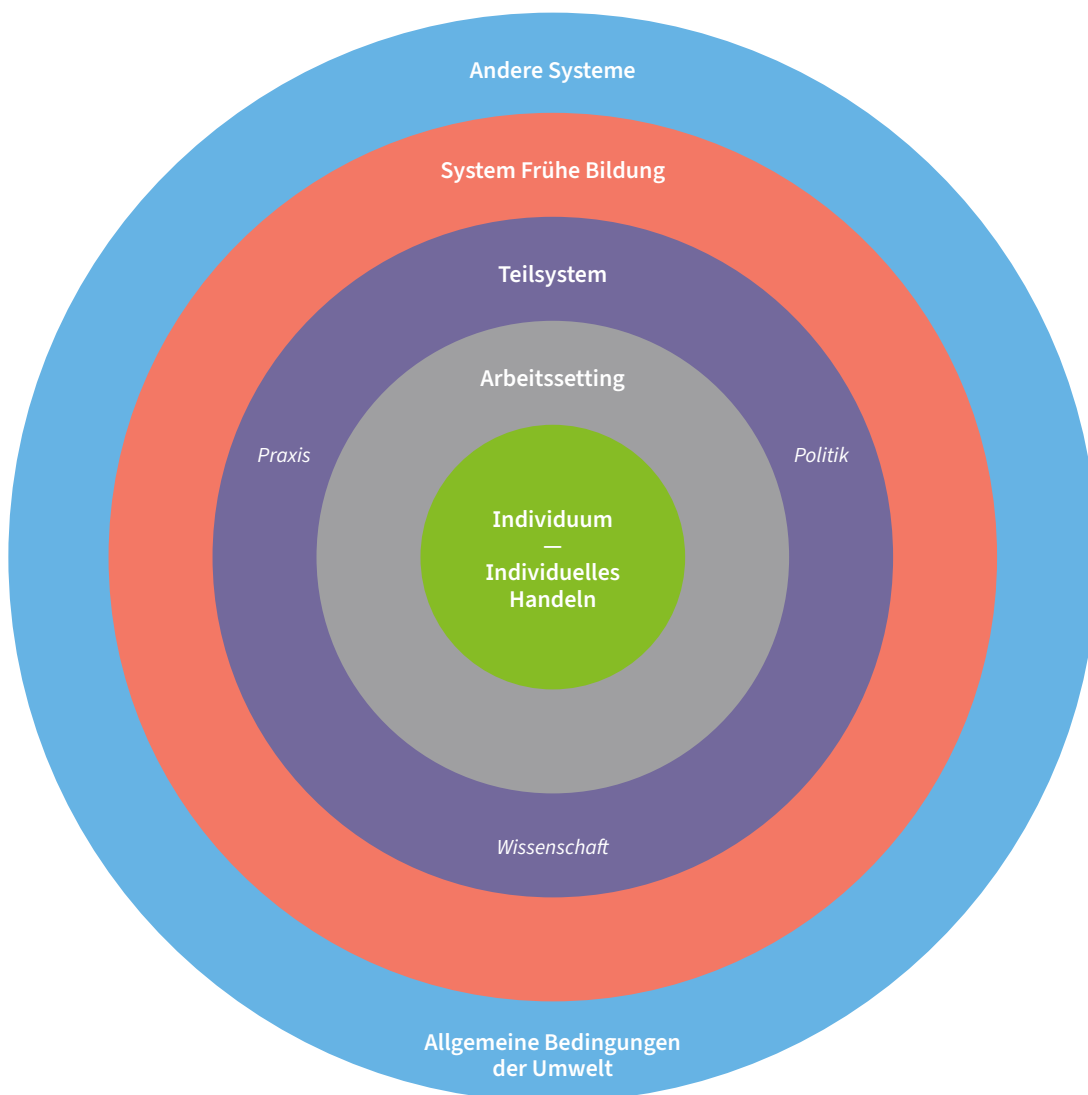 Andere Systeme
System Frühe Bildung
Teilsystem
Arbeitssetting
Praxis
Politik
Individuum
—
Individuelles
Handeln
Wissenschaft
Allgemeine Bedingungen
der Umwelt